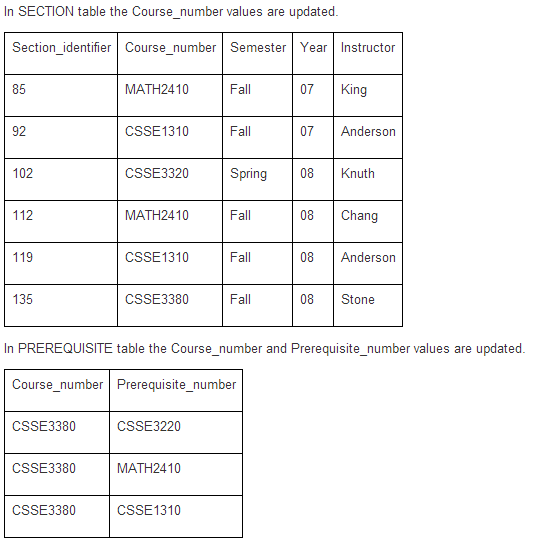 In SECTION table the Course_number values are updated.
Section_identifier Course_number Semester Year Instructor
85 MATH2410 Fall 07 King
92 CSSE1310 Fall 07 Anderson
102 CSSE3320 Spring 08 Knuth
112 MATH2410 Fall 08 Chang
119 CSSE1310 Fall 08 Anderson
135 CSSE3380 Fall 08 Stone
In PREREQUISITE table the Course_number and Prerequisite_number values are updated.
Course_number Prerequisite_number
CSSE3380 CSSE3220
CSSE3380 MATH2410
CSSE3380 CSSE1310